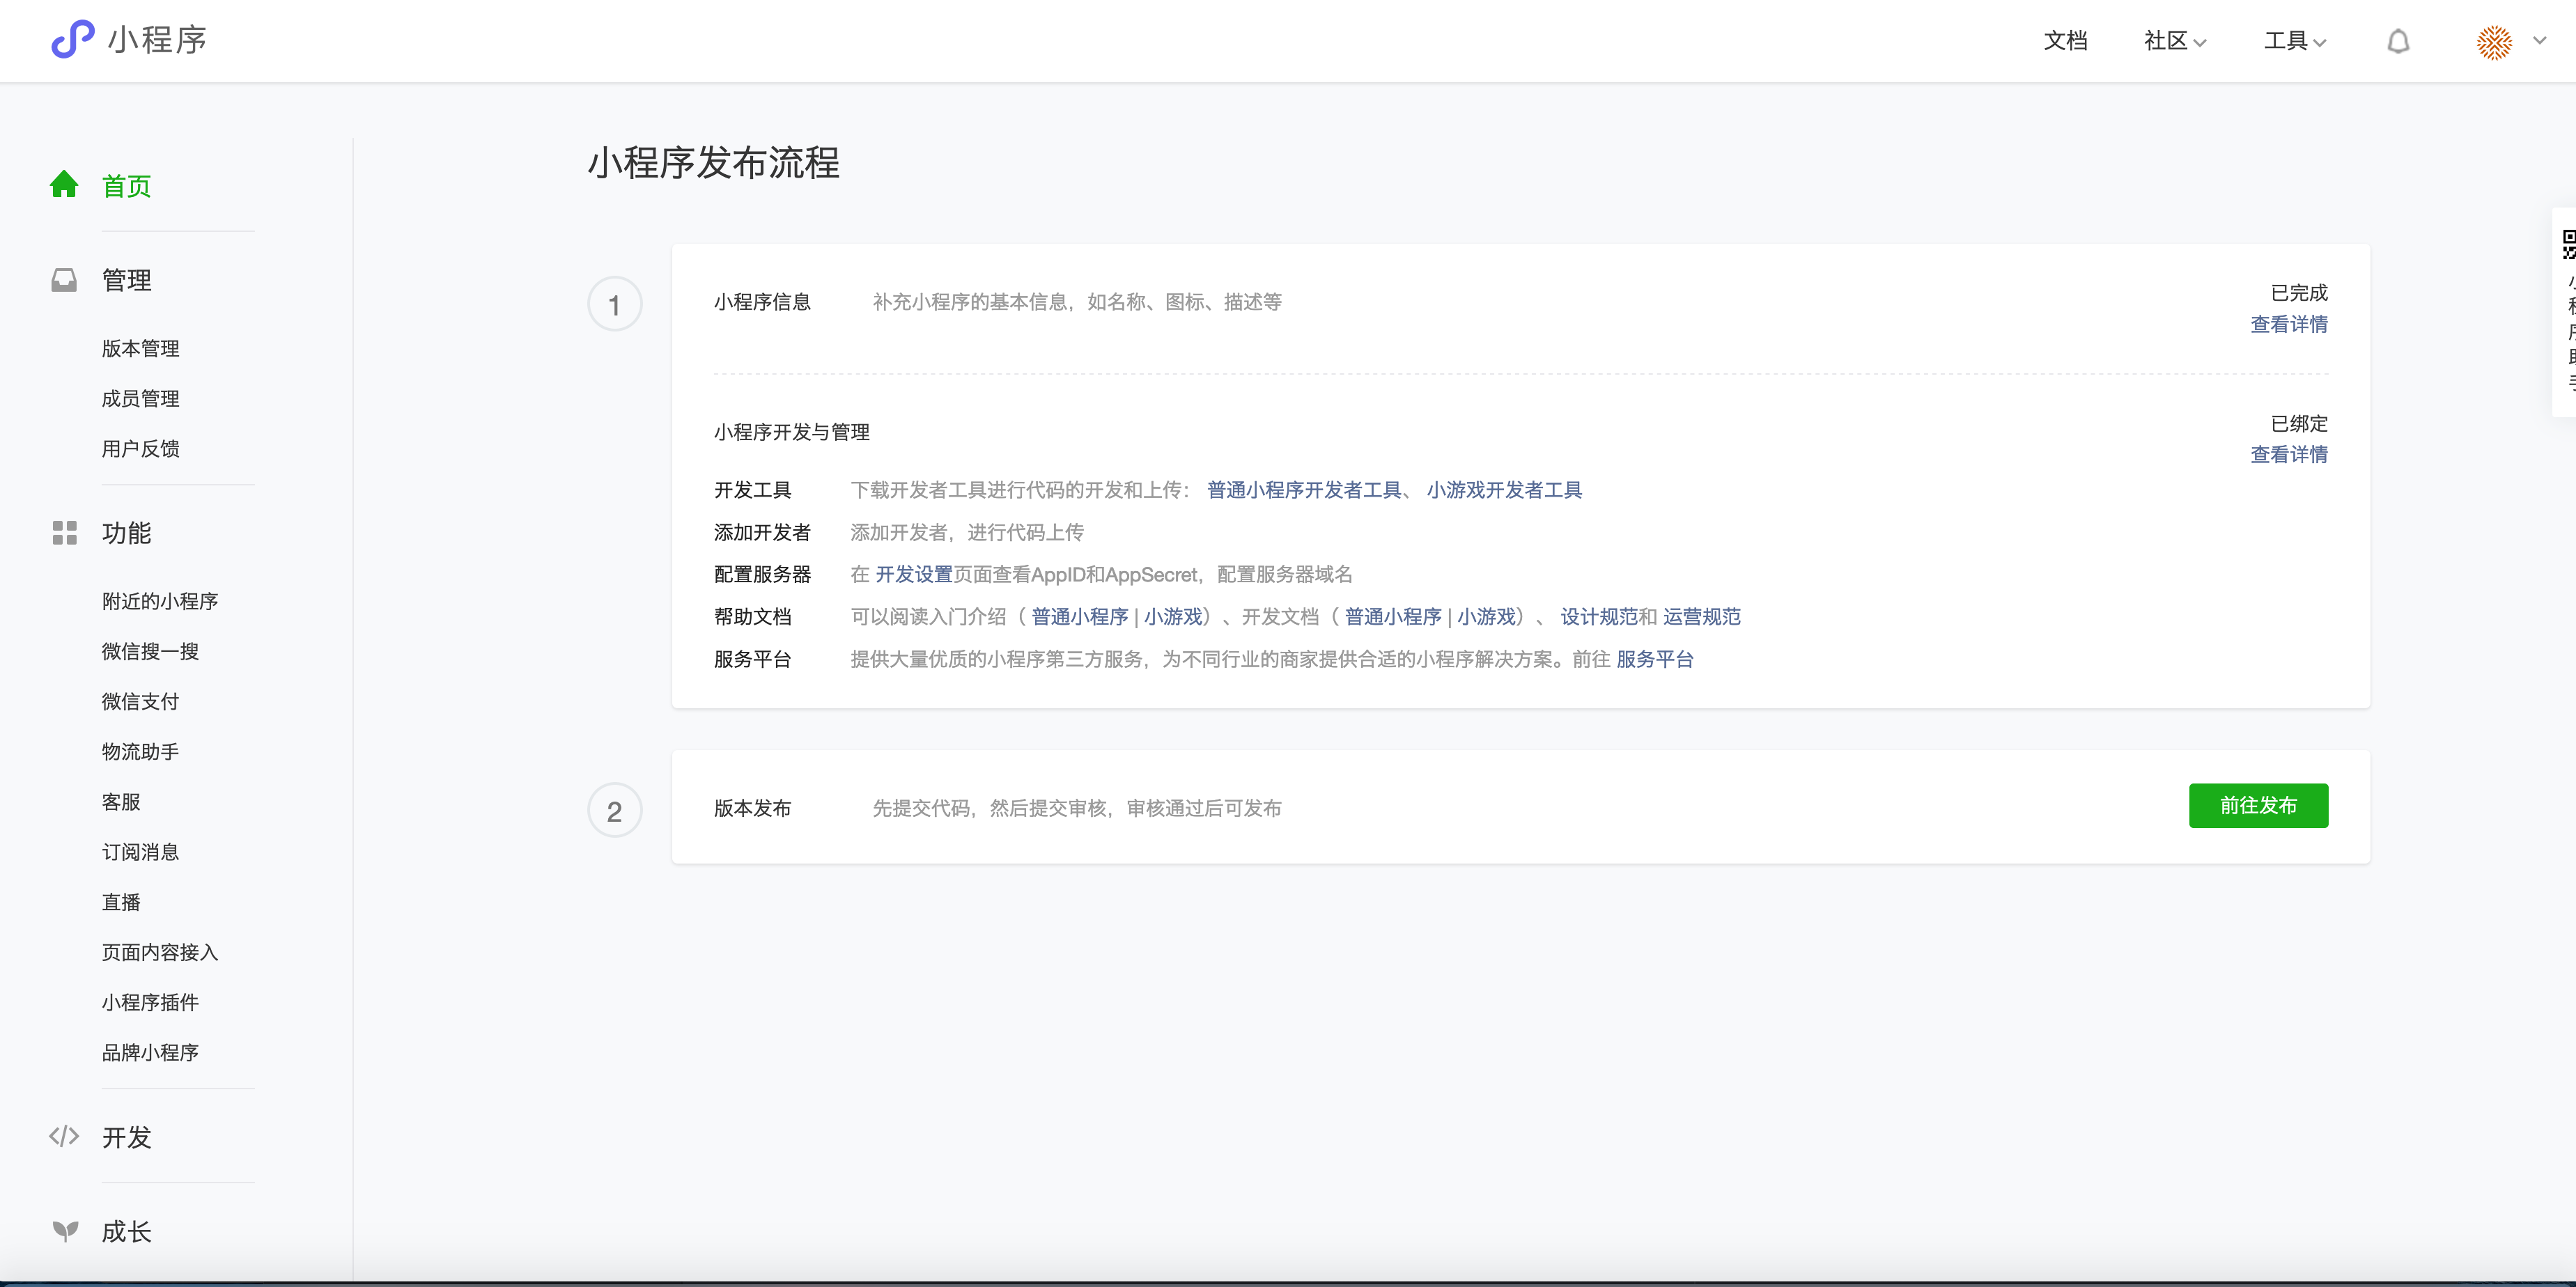 小程序
文档 社区 工具
首页
管理
版本管理
成员管理
用户反馈
功能
附近的小程序
微信搜一搜
微信支付
物流助手
客服
订阅消息
直播
页面内容接入
小程序插件
品牌小程序
开发
成长
小程序发布流程
1
小程序信息 补充小程序的基本信息，如名称、图标、描述等
已完成
查看详情
小程序开发与管理
已绑定
查看详情
开发工具 下载开发者工具进行代码的开发和上传： 普通小程序开发者工具、 小游戏开发者工具
添加开发者 添加开发者，进行代码上传
配置服务器 在 开发设置页面查看AppID和AppSecret，配置服务器域名
帮助文档 可以阅读入门介绍（ 普通小程序 | 小游戏）、开发文档（ 普通小程序 | 小游戏）、 设计规范和 运营规范
服务平台 提供大量优质的小程序第三方服务，为不同行业的商家提供合适的小程序解决方案。前往 服务平台
2
版本发布 先提交代码，然后提交审核，审核通过后可发布
前往发布